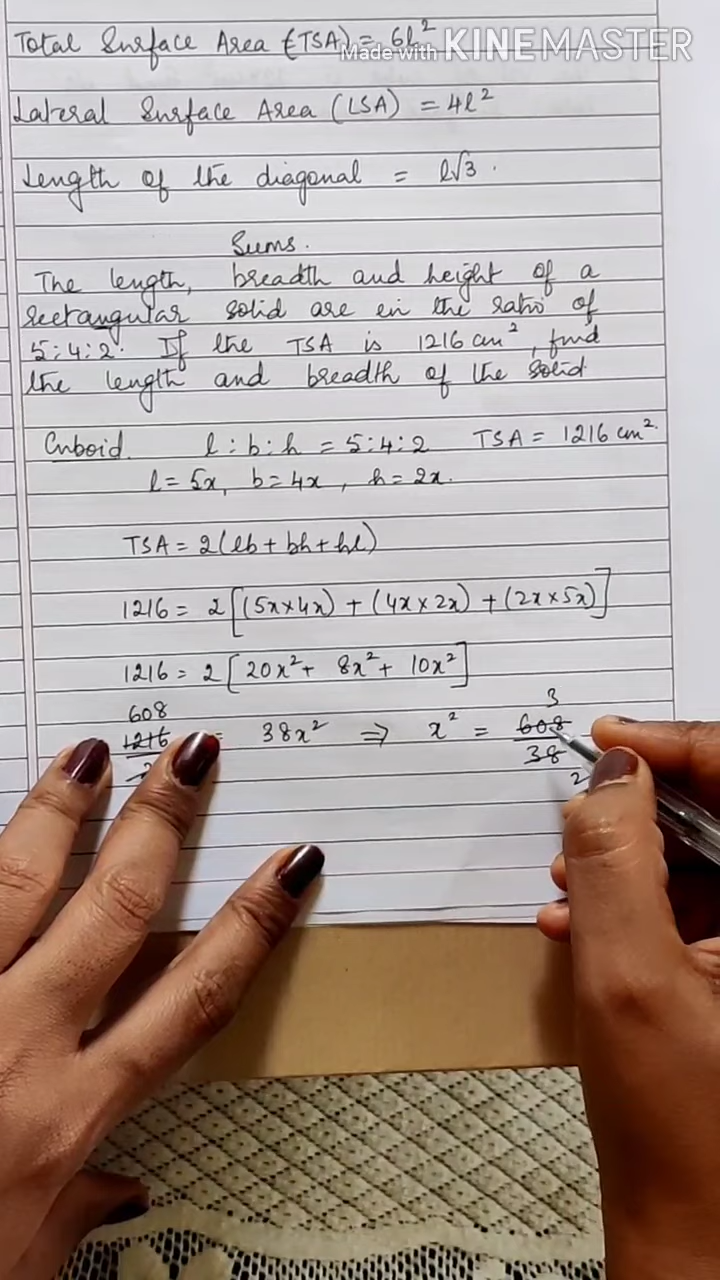 Total Surface Area (TSA) = 6l²
Made with KINEMASTER
Lateral Surface Area (LSA) = 4l²
Length of the diagonal = l√3.
Sums.
The length, breadth and height of a
rectangular solid are in the ratio of
5:4:2. If the TSA is 1216 cm², find
the length and breadth of the solid
Cuboid. l : b : h = 5:4:2 TSA = 1216 cm².
l = 5x, b = 4x, h = 2x.
TSA = 2(lb + bh + hl)
1216 = 2[(5x×4x) + (4x×2x) + (2x×5x)]
1216 = 2[20x² + 8x² + 10x²]
608 3
1216 = 38x² ⇒ x² = 608
2 38
2